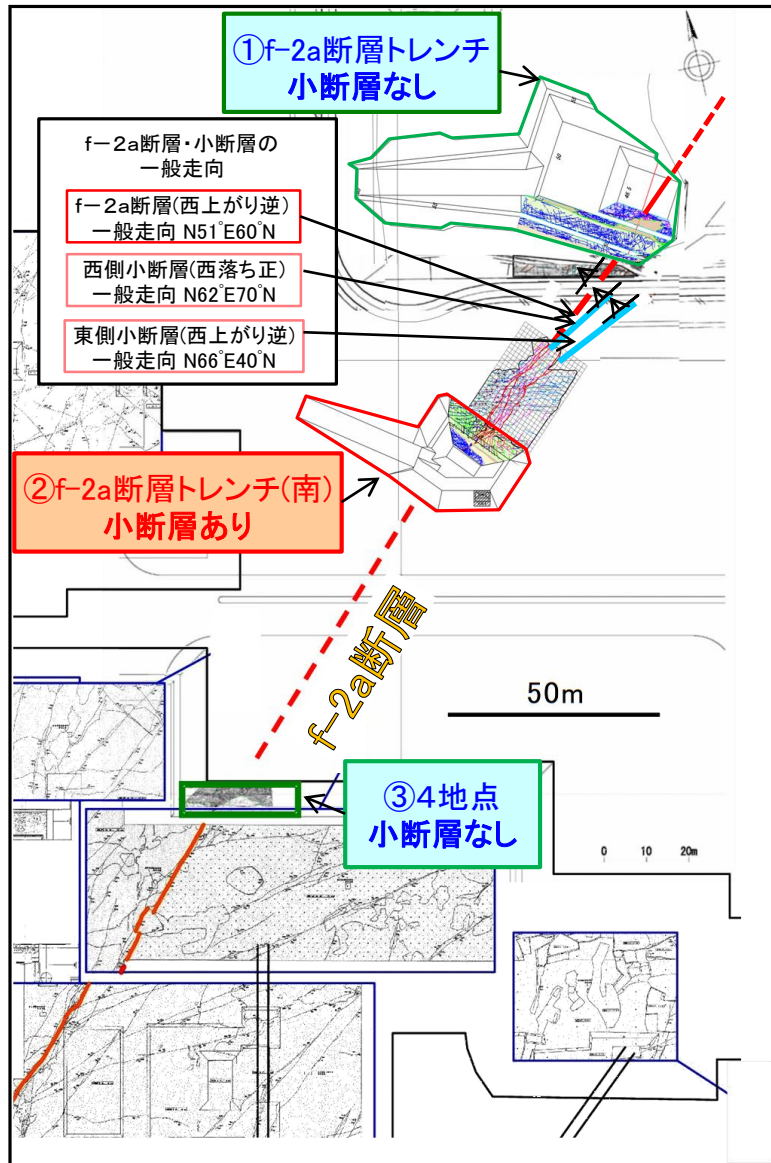 ①f-2a断層トレンチ
小断層なし
f-2a断層・小断層の
一般走向
f-2a断層(西上がり逆)
一般走向 N51°E60°N
西側小断層(西落ち正)
一般走向 N62°E70°N
東側小断層(西上がり逆)
一般走向 N66°E40°N
②f-2a断層トレンチ(南)
小断層あり
f-2a断層
50m
③4地点
小断層なし
0 10 20m